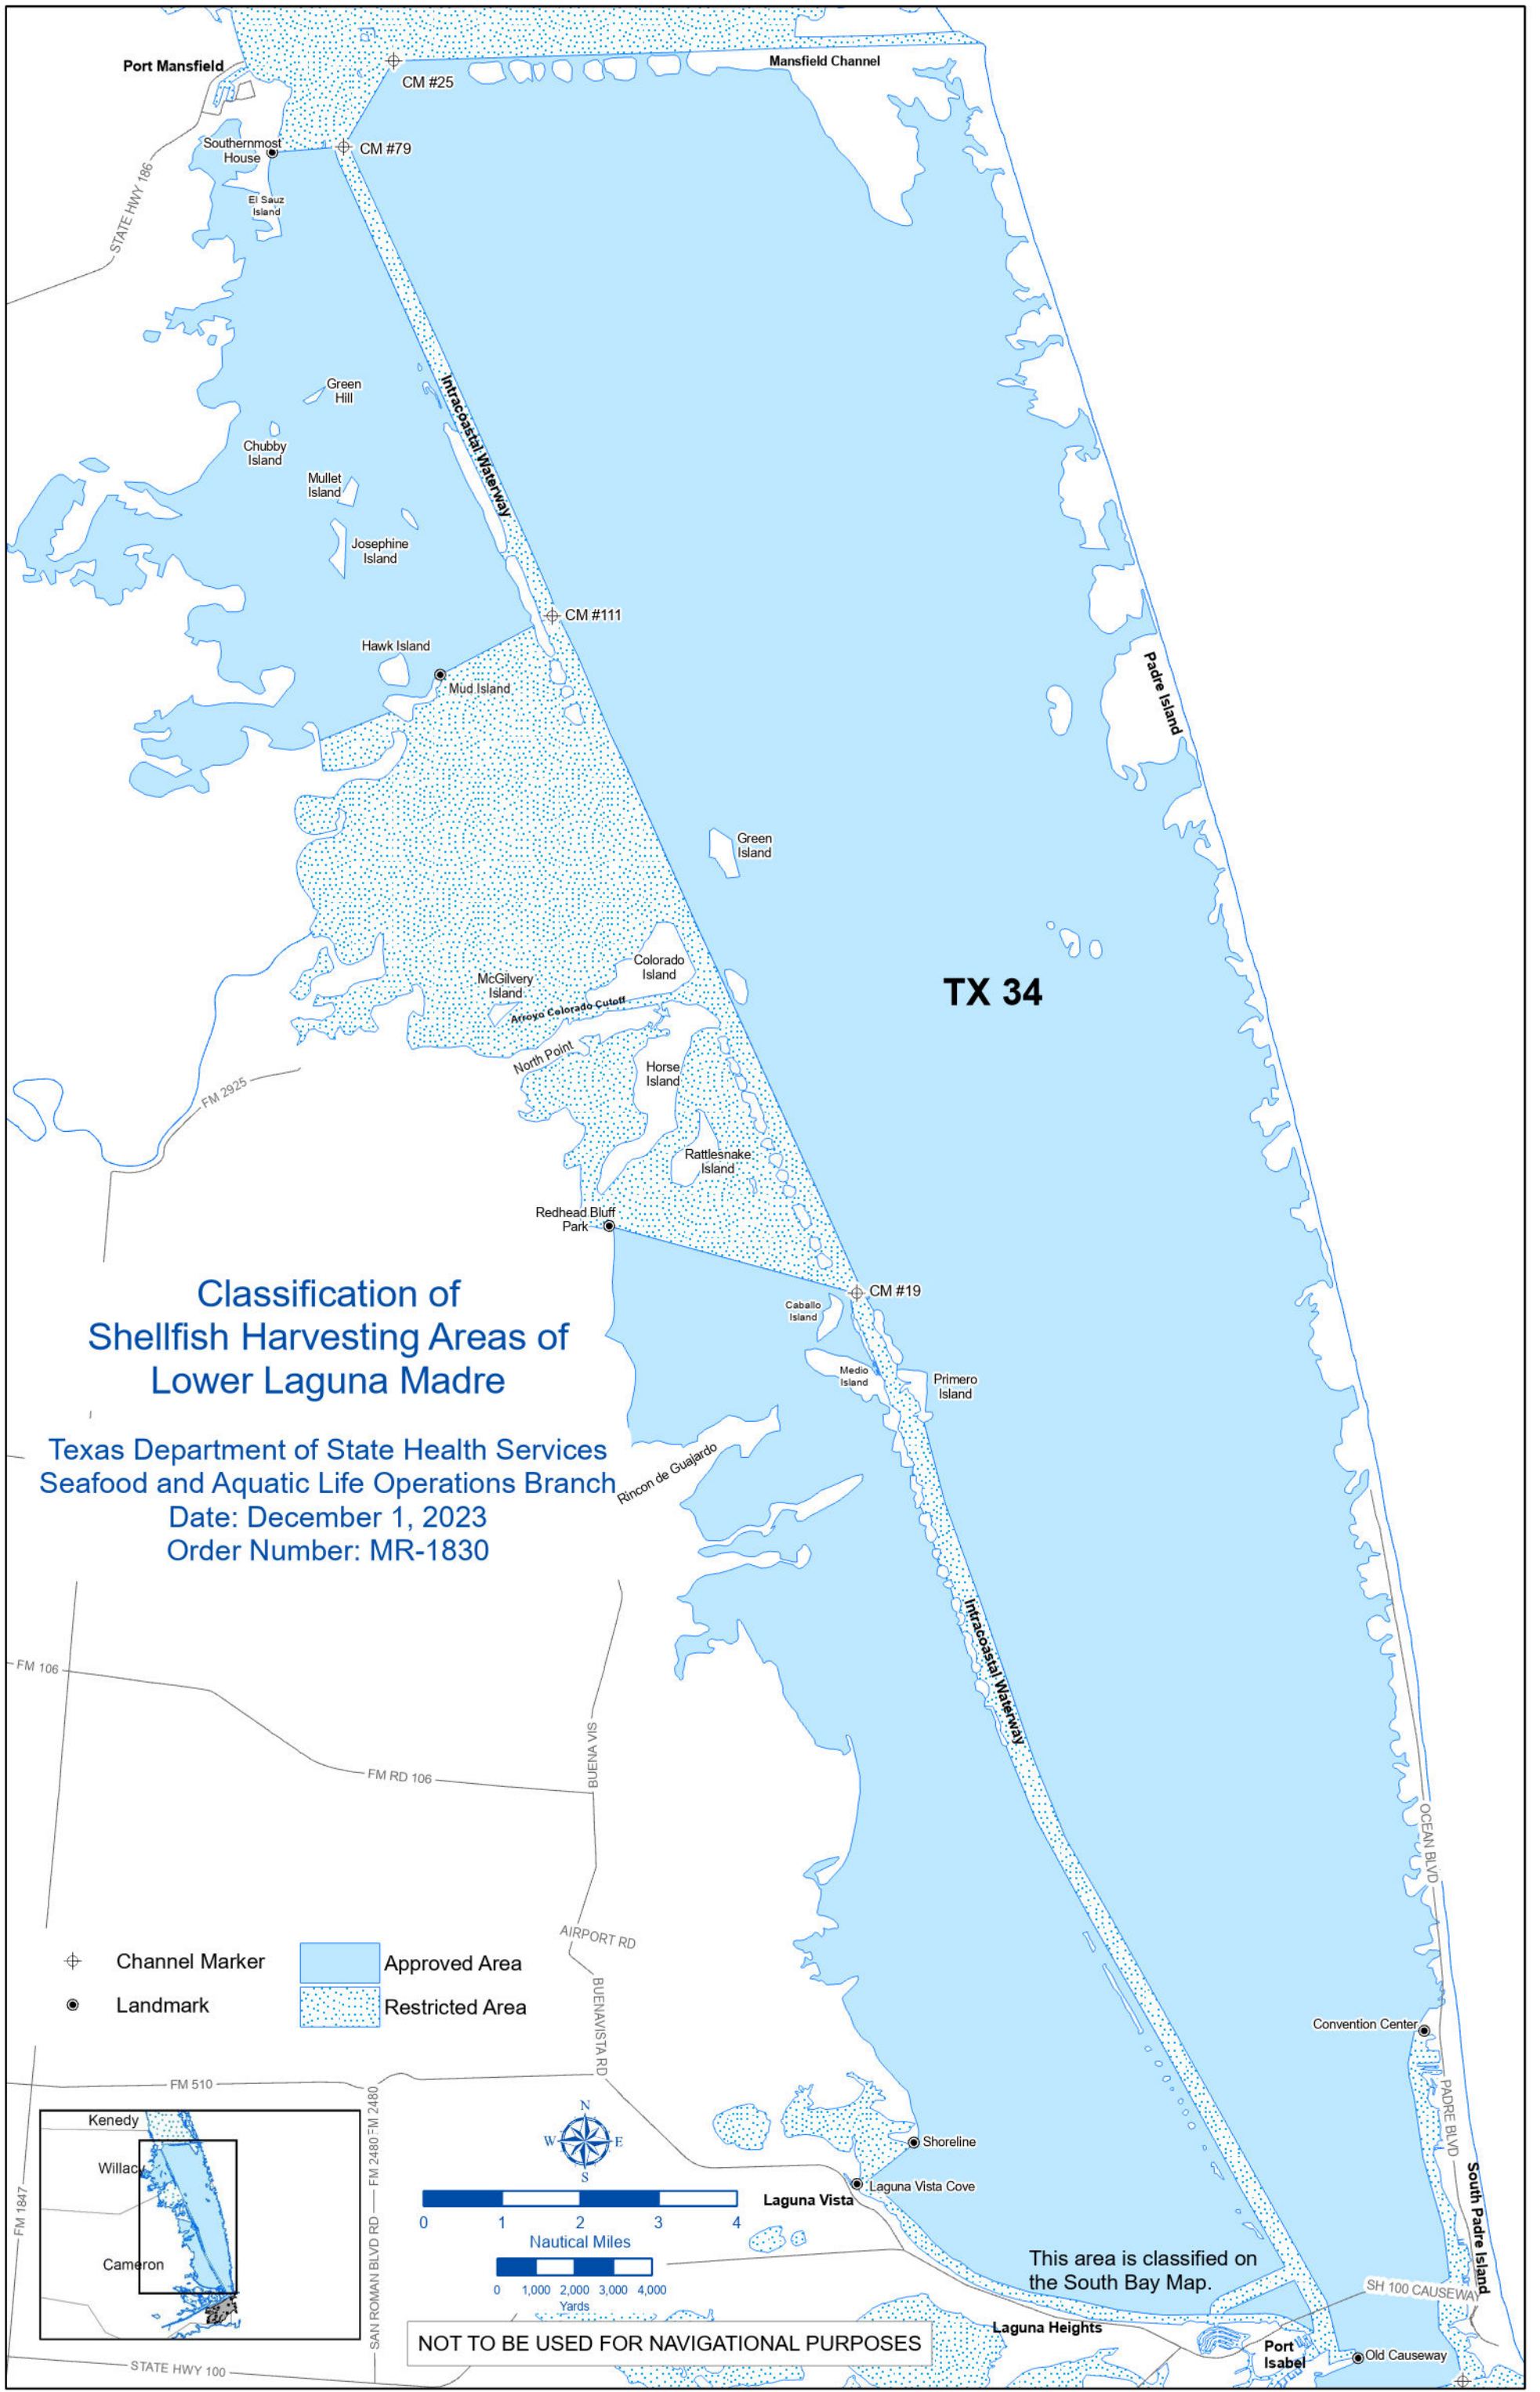 Port Mansfield
CM #25
Mansfield Channel
Southernmost
House
CM #79
STATE HWY 186
El Sauz
Island
Green
Hill
Intracoastal Waterway
Chubby
Island
Mullet
Island
Josephine
Island
CM #111
Hawk Island
Mud Island
Padre Island
Green
Island
Colorado
Island
McGilvery
Island
Arroyo Colorado Cutoff
TX 34
North Point
Horse
Island
FM 2925
Rattlesnake
Island
Redhead Bluff
Park
CM #19
Caballo
Island
Medio
Island
Primero
Island
Classification of
Shellfish Harvesting Areas of
Lower Laguna Madre
Texas Department of State Health Services
Seafood and Aquatic Life Operations Branch
Date: December 1, 2023
Order Number: MR-1830
Rincon de Guajardo
Intracoastal Waterway
FM 106
BUENA VIS
FM RD 106
OCEAN BLVD
AIRPORT RD
Channel Marker
Approved Area
Landmark
Restricted Area
BUENAVISTA RD
Convention Center
PADRE BLVD
FM 510
FM 2480
FM 2480
SAN ROMAN BLVD RD
Kenedy
Willacy
Cameron
FM 1847
N
W
E
S
Shoreline
Laguna Vista Cove
Laguna Vista
South Padre Island
0 1 2 3 4
Nautical Miles
0 1,000 2,000 3,000 4,000
Yards
This area is classified on
the South Bay Map.
SH 100 CAUSEWAY
Laguna Heights
NOT TO BE USED FOR NAVIGATIONAL PURPOSES
Port
Isabel
Old Causeway
STATE HWY 100